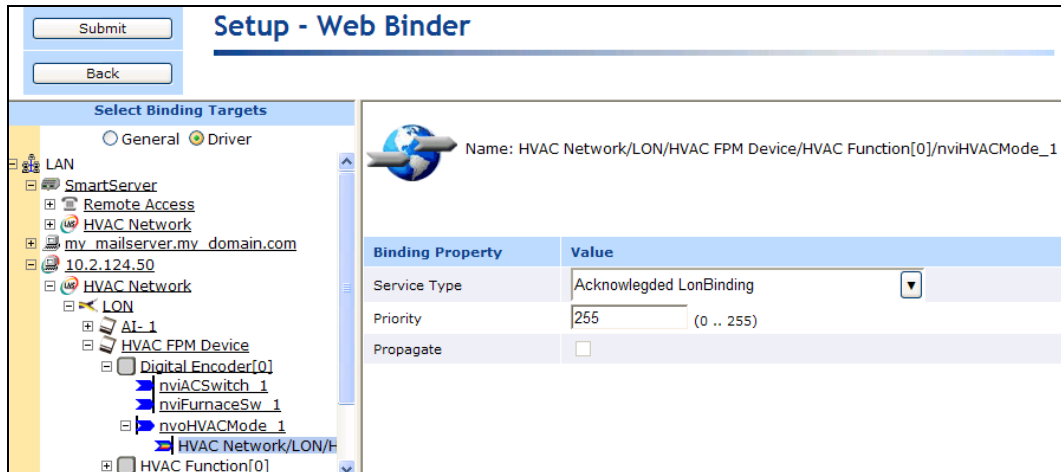 Submit
Setup - Web Binder
Back
Select Binding Targets
General
Driver
LAN
SmartServer
Remote Access
LNS HVAC Network
my_mailserver.my_domain.com
10.2.124.50
LNS HVAC Network
LON
AI- 1
HVAC FPM Device
Digital Encoder[0]
nviACSwitch_1
nviFurnaceSw_1
nvoHVACMode_1
HVAC Network/LON/H
HVAC Function[0]
Name: HVAC Network/LON/HVAC FPM Device/HVAC Function[0]/nviHVACMode_1
Binding Property Value
Service Type Acknowlegded LonBinding
Priority 255 (0 .. 255)
Propagate